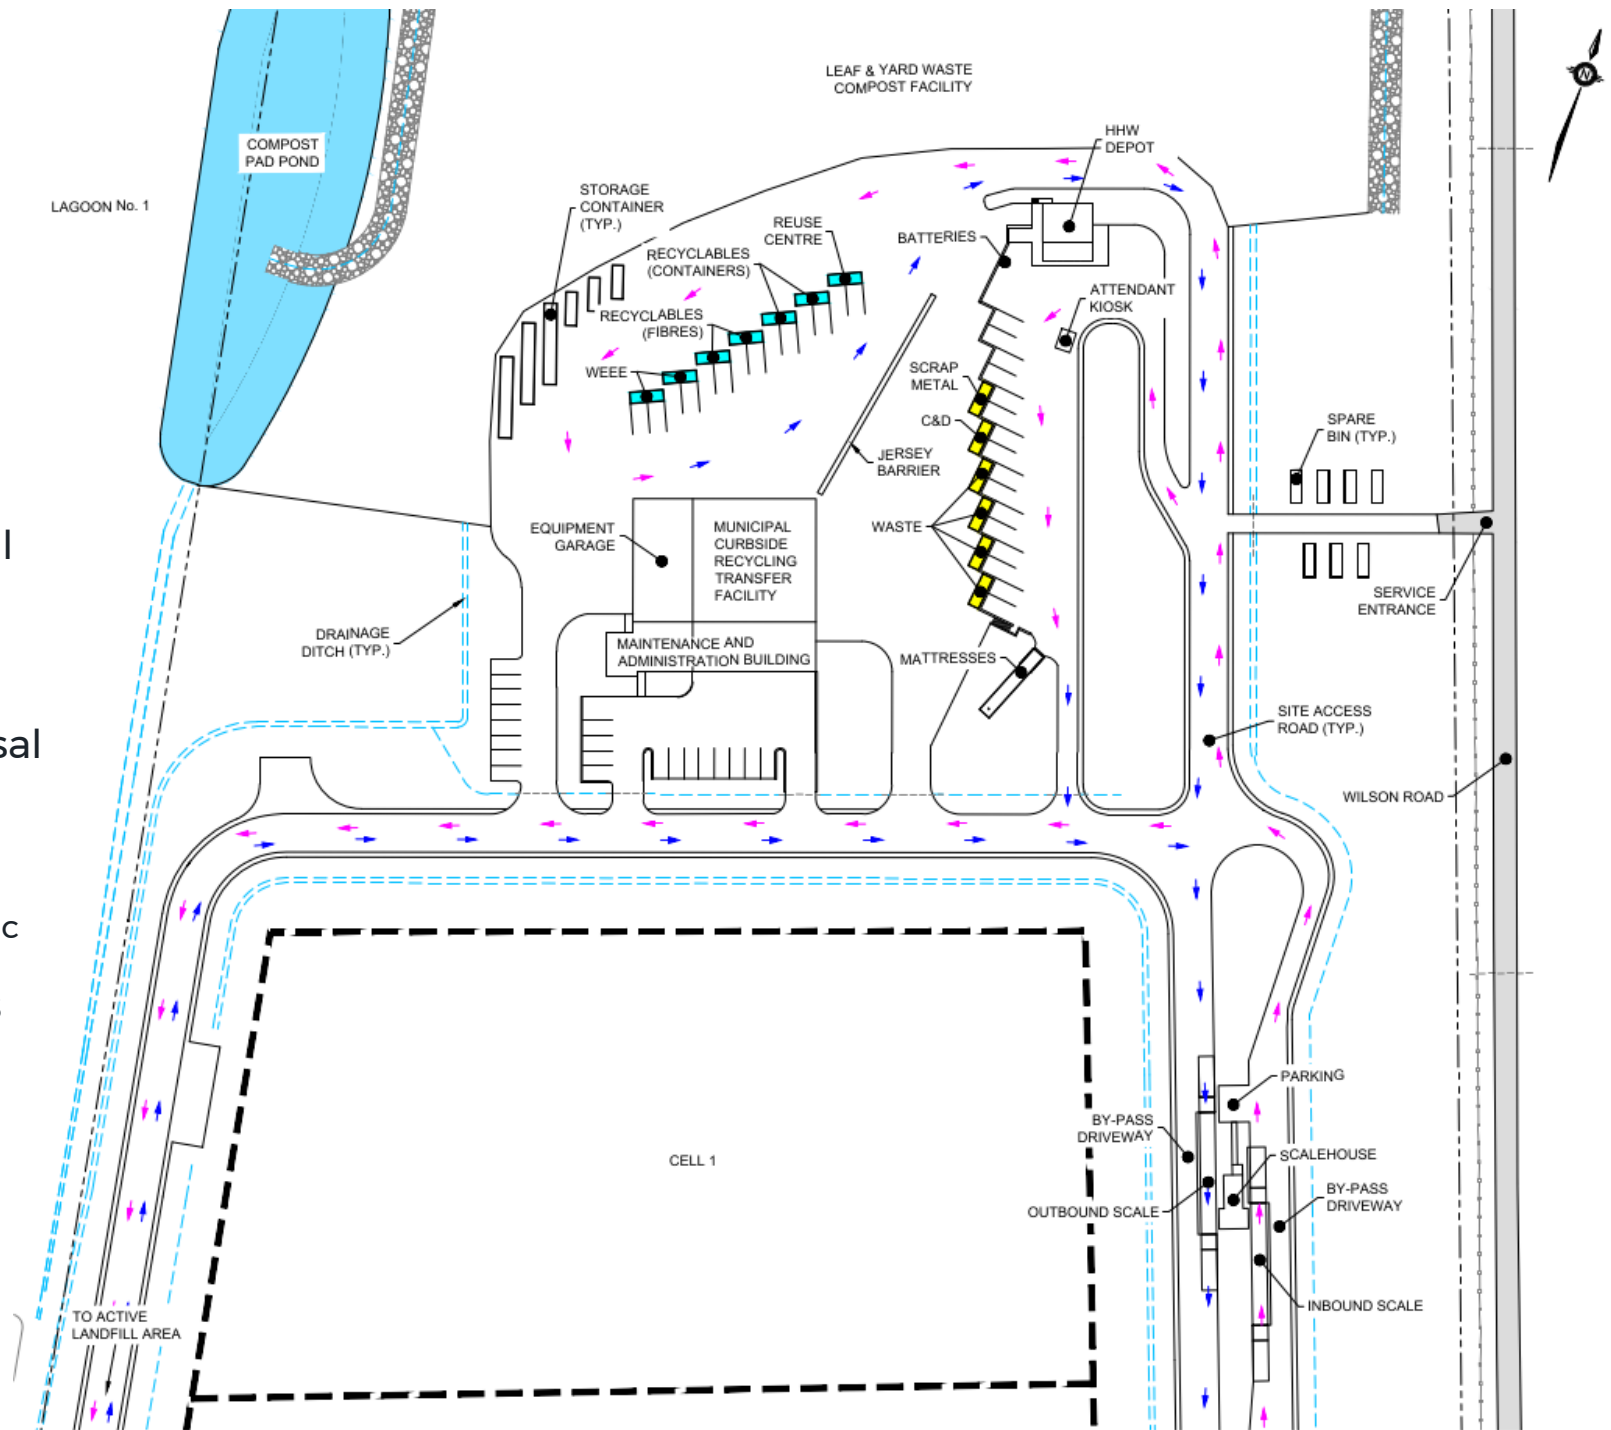 LEAF & YARD WASTE
COMPOST FACILITY
HHW
DEPOT
COMPOST
PAD POND
LAGOON No. 1
STORAGE
CONTAINER
(TYP.)
REUSE
CENTRE
RECYCLABLES
(CONTAINERS)
BATTERIES
ATTENDANT
KIOSK
RECYCLABLES
(FIBRES)
WEEE
SCRAP
METAL
C&D
JERSEY
BARRIER
SPARE
BIN (TYP.)
WASTE
EQUIPMENT
GARAGE
MUNICIPAL
CURBSIDE
RECYCLING
TRANSFER
FACILITY
SERVICE
ENTRANCE
DRAINAGE
DITCH (TYP.)
MAINTENANCE AND
ADMINISTRATION BUILDING
MATTRESSES
SITE ACCESS
ROAD (TYP.)
WILSON ROAD
l
sal
c
PARKING
BY-PASS
DRIVEWAY
SCALEHOUSE
CELL 1
BY-PASS
DRIVEWAY
OUTBOUND SCALE
INBOUND SCALE
TO ACTIVE
LANDFILL AREA
N